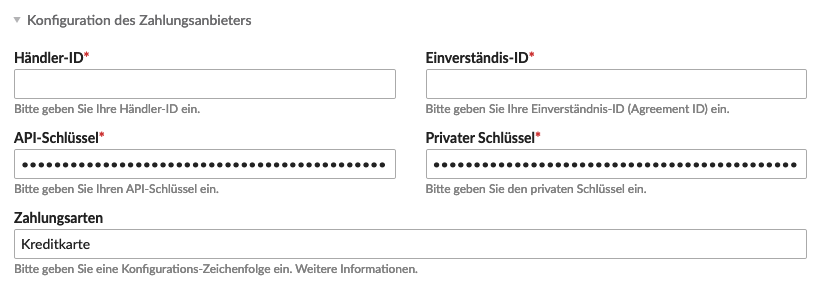 Konfiguration des Zahlungsanbieters
Händler-ID*
Einverständis-ID*
Bitte geben Sie Ihre Händler-ID ein.
Bitte geben Sie Ihre Einverständnis-ID (Agreement ID) ein.
API-Schlüssel*
Privater Schlüssel*
Bitte geben Sie Ihren API-Schlüssel ein.
Bitte geben Sie den privaten Schlüssel ein.
Zahlungsarten
Kreditkarte
Bitte geben Sie eine Konfigurations-Zeichenfolge ein. Weitere Informationen.